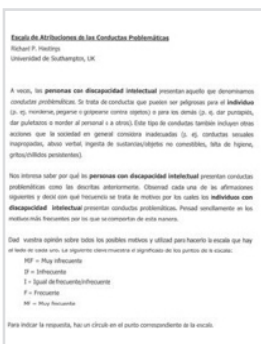 Escala de Atribuciones de las Conductas Problemáticas
Richard P. Hastings
Universidad de Southampton, UK
A veces, las personas con discapacidad intelectual presentan aquello que denominamos
conductas problemáticas. Se trata de conductas que pueden ser peligrosas para el individuo
(p. ej. morderse, pegarse o golpearse contra objetos) o para los demás (p. ej. dar puntapiés,
dar puñetazos o morder al personal o a otros). Este tipo de conductas también incluyen otras
acciones que la sociedad en general considera inadecuadas (p. ej. conductas sexuales
inapropiadas, abuso verbal, ingesta de sustancias/objetos no comestibles, falta de higiene,
gritos/chillidos persistentes).
Nos interesa saber por qué las personas con discapacidad intelectual presentan conductas
problemáticas como las descritas anteriormente. Observad cada una de las afirmaciones
siguientes y decid con qué frecuencia se trata de motivos por los cuales los individuos con
discapacidad intelectual presentan conductas problemáticas. Pensad sencillamente en los
motivos más frecuentes por los que se comportan de esta manera.
Dad vuestra opinión sobre todos los posibles motivos y utilizad para hacerlo la escala que hay
al lado de cada uno. La siguiente clave muestra el significado de los puntos de la escala:
MIF = Muy infrecuente
IF = Infrecuente
I = Igual de frecuente/infrecuente
F = Frecuente
MF = Muy frecuente
Para indicar la respuesta, haz un círculo en el punto correspondiente de la escala.